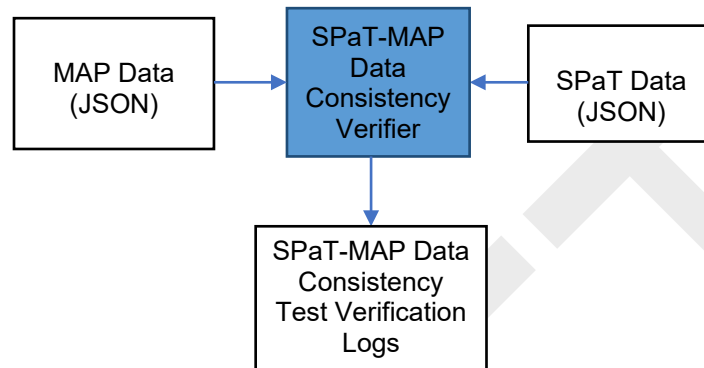 MAP Data
(JSON)
SPaT-MAP
Data
Consistency
Verifier
SPaT Data
(JSON)
SPaT-MAP Data
Consistency
Test Verification
Logs